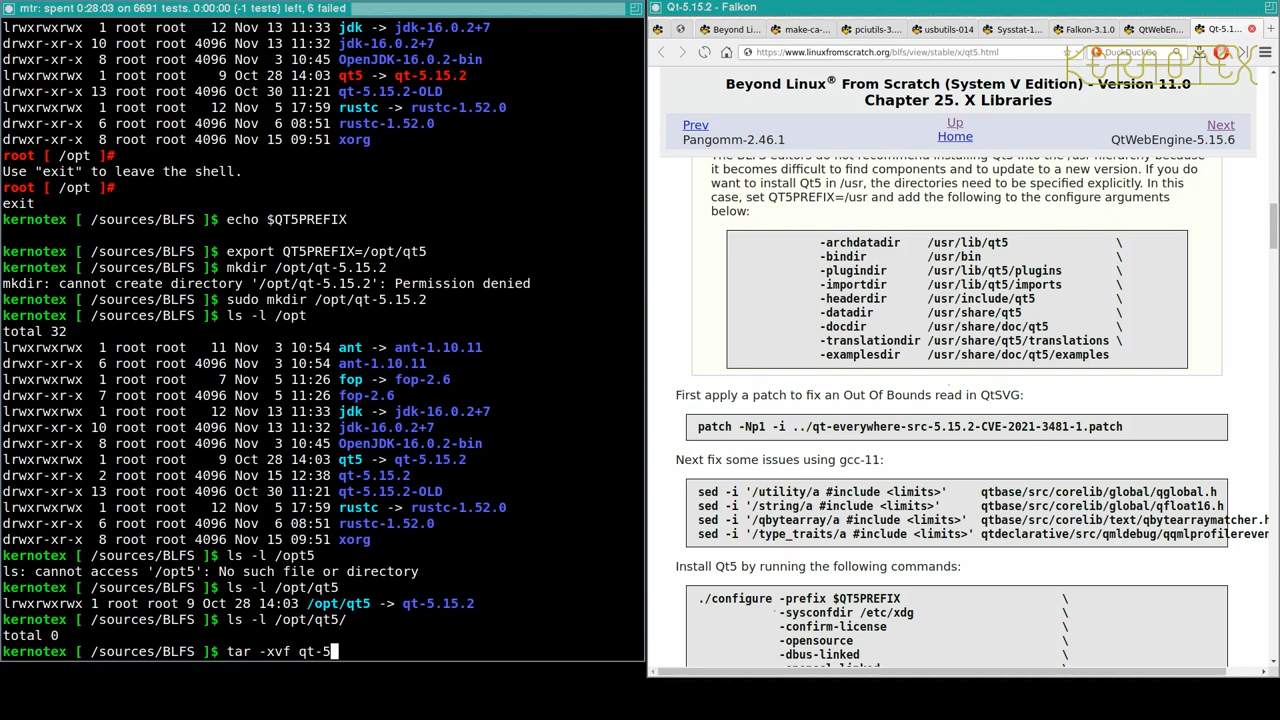 mtr: spent 0:28:03 on 6691 tests. 0:00:00 (-1 tests) left, 6 failed
lrwxrwxrwx 1 root root 12 Nov 13 11:33 jdk -> jdk-16.0.2+7
lrwxrwxrwx 10 root root 4096 Nov 13 11:32 jdk-16.0.2+7
drwxr-xr-x 8 root root 4096 Nov 3 10:45 OpenJDK-16.0.2-bin
lrwxrwxrwx 1 root root 9 Oct 28 14:03 qt5 -> qt-5.15.2
drwxr-xr-x 13 root root 4096 Oct 30 11:21 qt-5.15.2-OLD
lrwxrwxrwx 1 root root 12 Nov 5 17:59 rustc -> rustc-1.52.0
drwxr-xr-x 6 root root 4096 Nov 6 08:51 rustc-1.52.0
drwxr-xr-x 8 root root 4096 Nov 15 09:51 xorg
root [ /opt ]#
Use "exit" to leave the shell.
root [ /opt ]#
exit
kernotex [ /sources/BLFS ]$ echo $QT5PREFIX
kernotex [ /sources/BLFS ]$ export QT5PREFIX=/opt/qt5
kernotex [ /sources/BLFS ]$ mkdir /opt/qt-5.15.2
mkdir: cannot create directory '/opt/qt-5.15.2': Permission denied
kernotex [ /sources/BLFS ]$ sudo mkdir /opt/qt-5.15.2
kernotex [ /sources/BLFS ]$ ls -l /opt
total 32
lrwxrwxrwx 1 root root 11 Nov 3 10:54 ant -> ant-1.10.11
drwxr-xr-x 6 root root 4096 Nov 3 10:54 ant-1.10.11
lrwxrwxrwx 1 root root 7 Nov 5 11:26 fop -> fop-2.6
drwxr-xr-x 7 root root 4096 Nov 5 11:26 fop-2.6
lrwxrwxrwx 1 root root 12 Nov 13 11:33 jdk -> jdk-16.0.2+7
drwxr-xr-x 10 root root 4096 Nov 13 11:32 jdk-16.0.2+7
drwxr-xr-x 8 root root 4096 Nov 3 10:45 OpenJDK-16.0.2-bin
lrwxrwxrwx 1 root root 9 Oct 28 14:03 qt5 -> qt-5.15.2
drwxr-xr-x 2 root root 4096 Nov 15 12:38 qt-5.15.2
drwxr-xr-x 13 root root 4096 Oct 30 11:21 qt-5.15.2-OLD
lrwxrwxrwx 1 root root 12 Nov 5 17:59 rustc -> rustc-1.52.0
drwxr-xr-x 6 root root 4096 Nov 6 08:51 rustc-1.52.0
drwxr-xr-x 8 root root 4096 Nov 15 09:51 xorg
kernotex [ /sources/BLFS ]$ ls -l /opt5
ls: cannot access '/opt5': No such file or directory
kernotex [ /sources/BLFS ]$ ls -l /opt/qt5
lrwxrwxrwx 1 root root 9 Oct 28 14:03 /opt/qt5 -> qt-5.15.2
kernotex [ /sources/BLFS ]$ ls -l /opt/qt5/
total 0
kernotex [ /sources/BLFS ]$ tar -xvf qt-5
Qt-5.15.2 - Falkon
Beyond Li... make-ca-... pciutils-3... usbutils-014 Sysstat-1... Falkon-3.1.0 QtWebEn... Qt-5.1...
https://www.linuxfromscratch.org/blfs/view/stable/x/qt5.html DuckDuckGo
KERNOTEX
Beyond Linux® From Scratch (System V Edition) - Version 11.0
Chapter 25. X Libraries
Prev Up Next
Pangomm-2.46.1 Home QtWebEngine-5.15.6
The BLFS editors do not recommend installing Qt5 into the /usr hierarchy because
it becomes difficult to find components and to update to a new version. If you do
want to install Qt5 in /usr, the directories need to be specified explicitly. In this
case, set QT5PREFIX=/usr and add the following to the configure arguments
below:
-archdatadir /usr/lib/qt5 \
-bindir /usr/bin \
-plugindir /usr/lib/qt5/plugins \
-importdir /usr/lib/qt5/imports \
-headerdir /usr/include/qt5 \
-datadir /usr/share/qt5 \
-docdir /usr/share/doc/qt5 \
-translationdir /usr/share/qt5/translations \
-examplesdir /usr/share/doc/qt5/examples
First apply a patch to fix an Out Of Bounds read in QtSVG:
patch -Np1 -i ../qt-everywhere-src-5.15.2-CVE-2021-3481-1.patch
Next fix some issues using gcc-11:
sed -i '/utility/a #include <limits>' qtbase/src/corelib/global/qglobal.h
sed -i '/string/a #include <limits>' qtbase/src/corelib/global/qfloat16.h
sed -i '/qbytearray/a #include <limits>' qtbase/src/corelib/text/qbytearraymatcher.h
sed -i '/type_traits/a #include <limits>' qtdeclarative/src/qmldebug/qqmlprofilereven
Install Qt5 by running the following commands:
./configure -prefix $QT5PREFIX \
-sysconfdir /etc/xdg \
-confirm-license \
-opensource \
-dbus-linked \